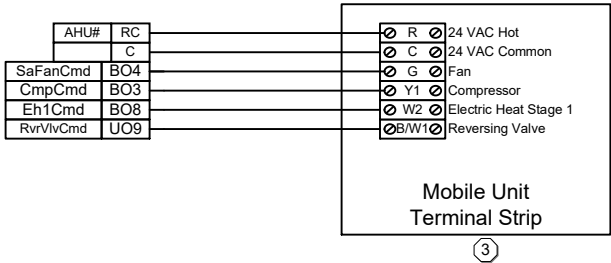 AHU# RC R 24 VAC Hot
C C 24 VAC Common
SaFanCmd BO4 G Fan
CmpCmd BO3 Y1 Compressor
Eh1Cmd BO8 W2 Electric Heat Stage 1
RvrVlvCmd UO9 B/W1 Reversing Valve
Mobile Unit
Terminal Strip
3